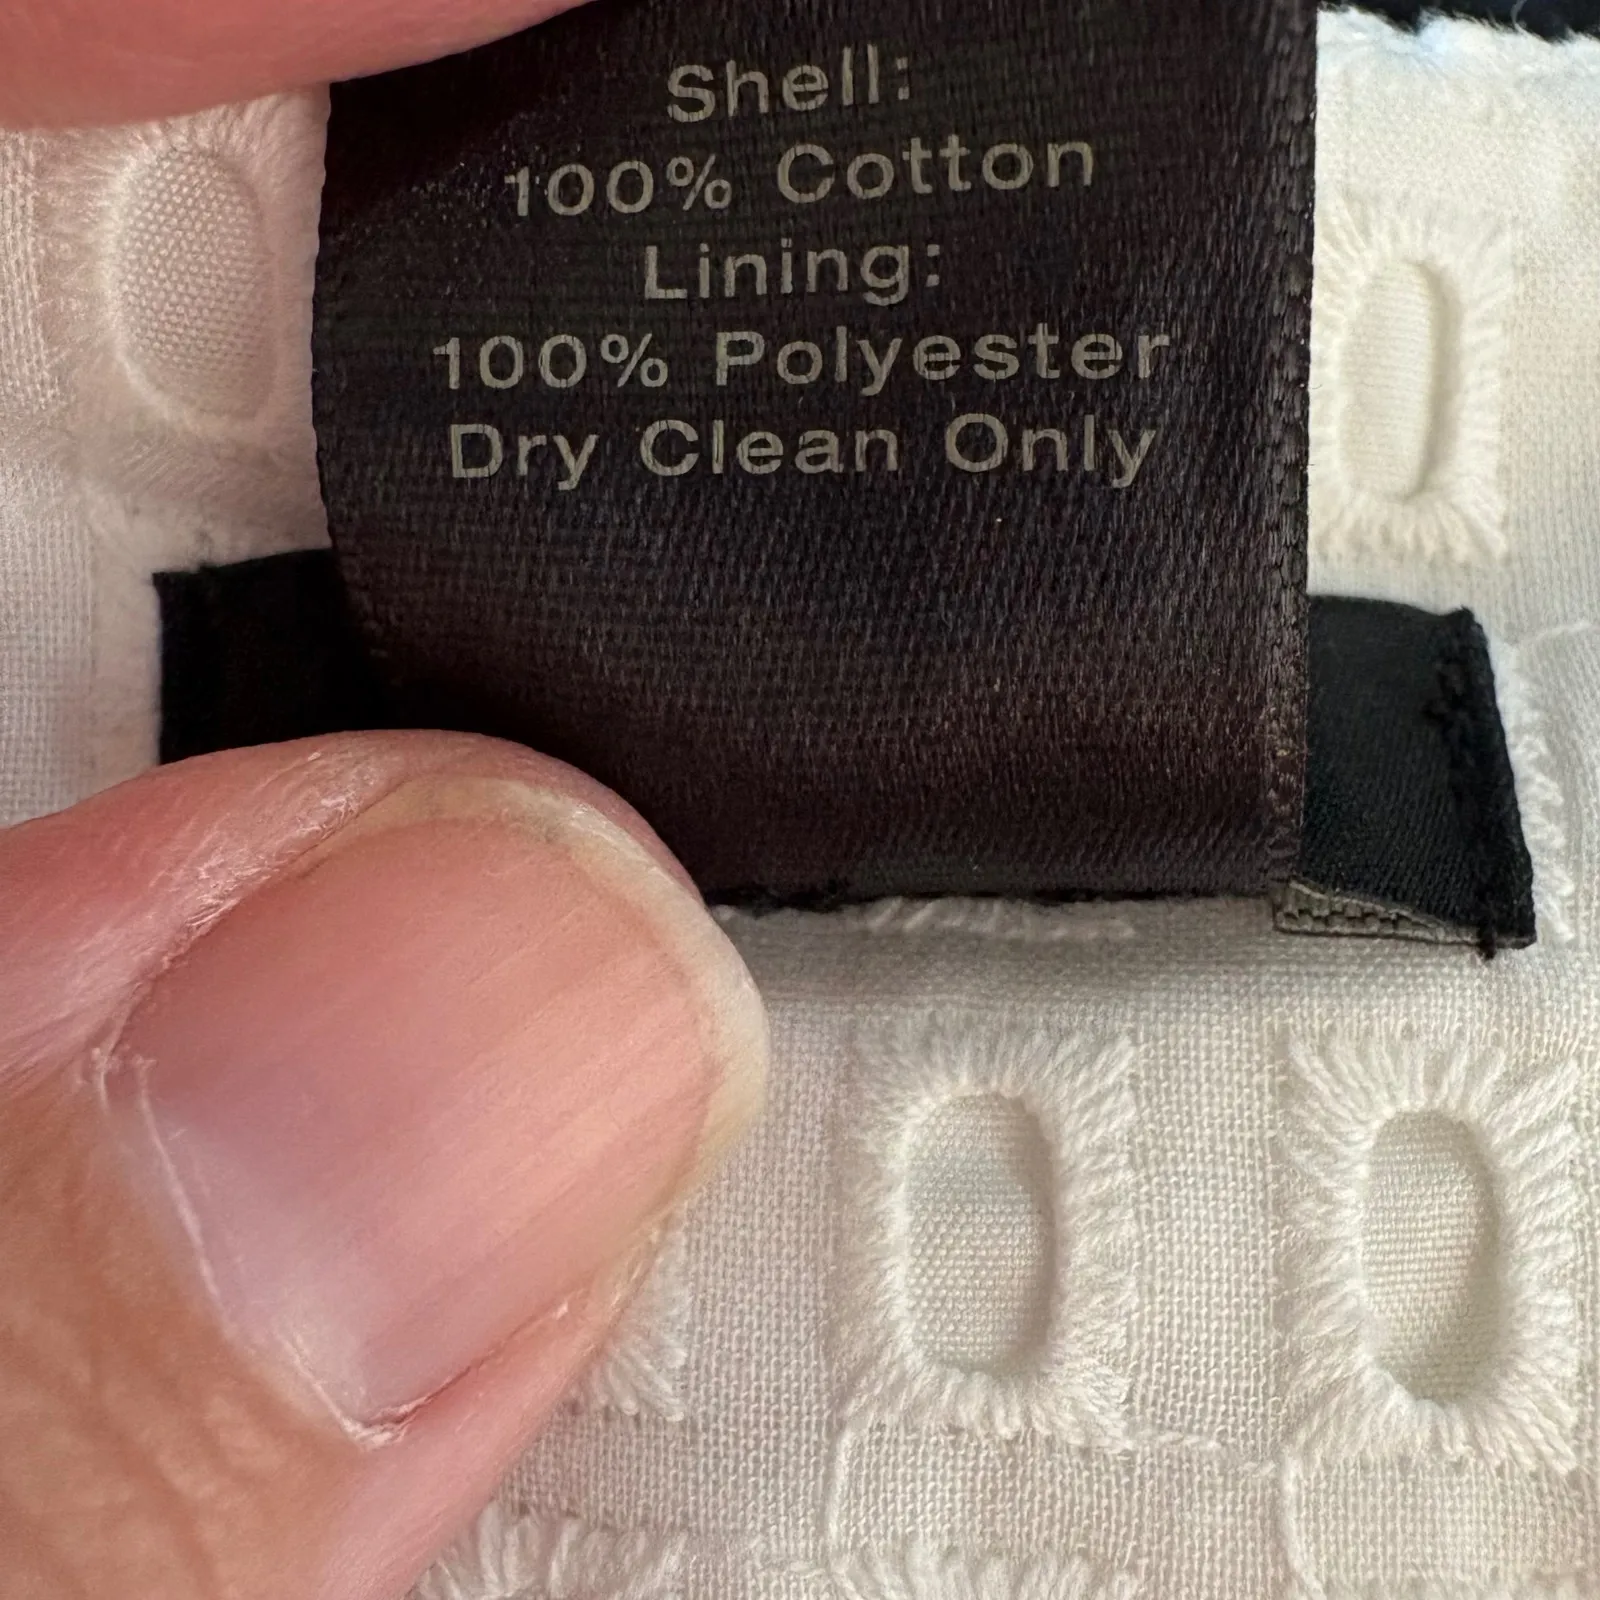 Shell:
100% Cotton
Lining:
100% Polyester
Dry Clean Only